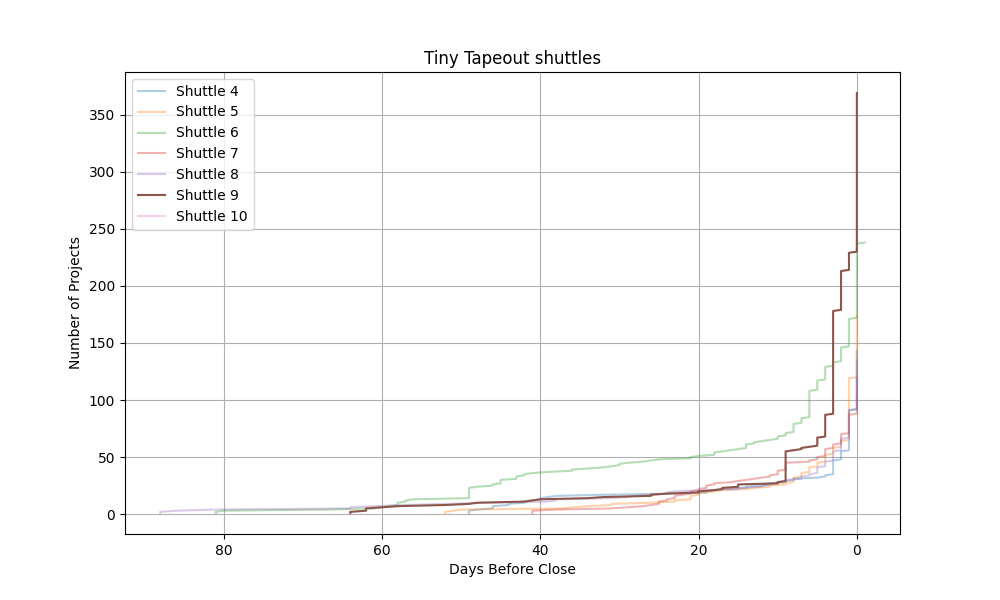 Tiny Tapeout shuttles
Shuttle 4
Shuttle 5
Shuttle 6
Shuttle 7
Shuttle 8
Shuttle 9
Shuttle 10
350
300
250
200
150
100
50
0
Number of Projects
80 60 40 20 0
Days Before Close